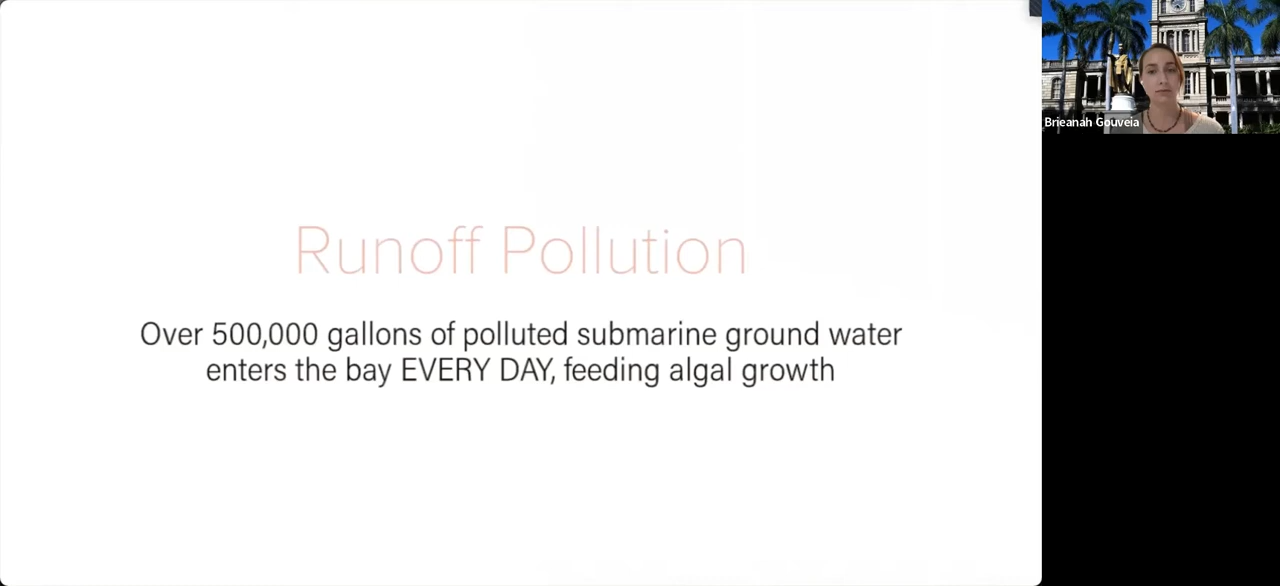 Runoff Pollution
Over 500,000 gallons of polluted submarine ground water
enters the bay EVERY DAY, feeding algal growth
Brieanah Gouveia